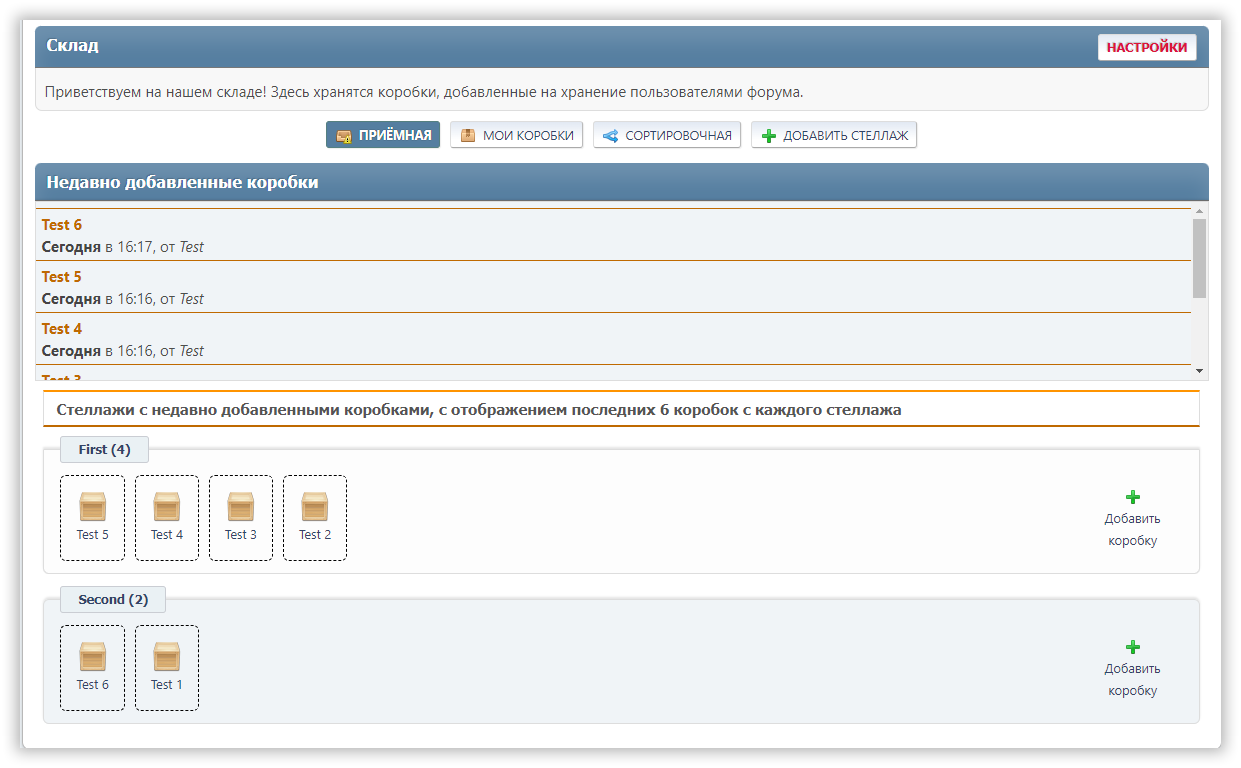 Склад
НАСТРОЙКИ
Приветствуем на нашем складе! Здесь хранятся коробки, добавленные на хранение пользователями форума.
ПРИЁМНАЯ МОИ КОРОБКИ СОРТИРОВОЧНАЯ ДОБАВИТЬ СТЕЛЛАЖ
Недавно добавленные коробки
Test 6
Сегодня в 16:17, от Test
Test 5
Сегодня в 16:16, от Test
Test 4
Сегодня в 16:16, от Test
Test 3
Стеллажи с недавно добавленными коробками, с отображением последних 6 коробок с каждого стеллажа
First (4)
Test 5 Test 4 Test 3 Test 2
Добавить
коробку
Second (2)
Test 6 Test 1
Добавить
коробку